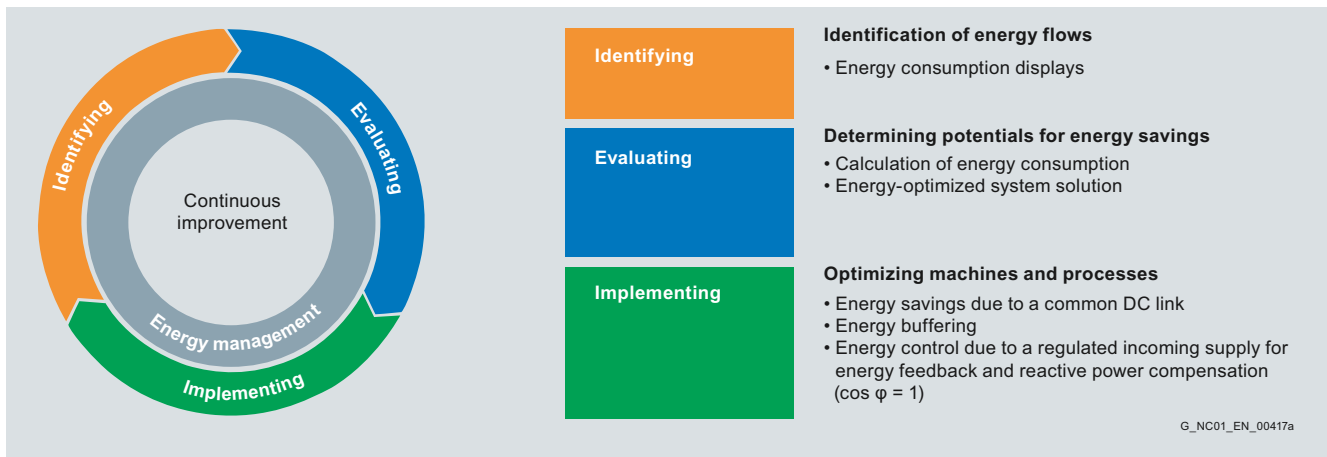 Identifying
Evaluating
Continuous
improvement
Energy management
Implementing
Identifying
Identification of energy flows
• Energy consumption displays
Evaluating
Determining potentials for energy savings
• Calculation of energy consumption
• Energy-optimized system solution
Implementing
Optimizing machines and processes
• Energy savings due to a common DC link
• Energy buffering
• Energy control due to a regulated incoming supply for
energy feedback and reactive power compensation
(cos φ = 1)
G_NC01_EN_00417a